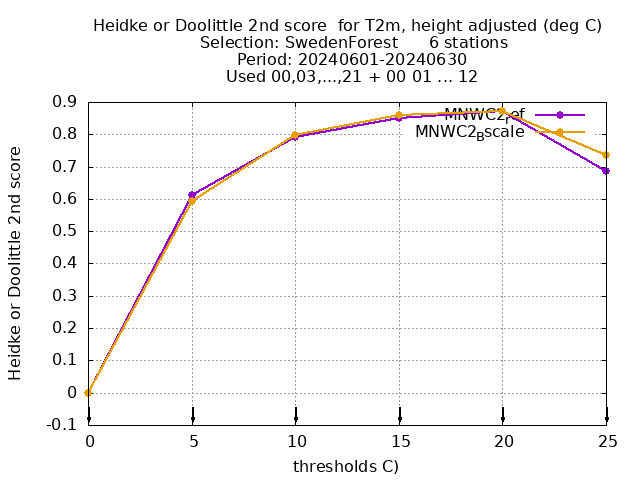 Heidke or Doolittle 2nd score  for T2m, height adjusted (deg C)
Selection: SwedenForest      6 stations
Period: 20240601-20240630
Used 00,03,...,21 + 00 01 ... 12
0.9
0.8
0.7
0.6
0.5
0.4
0.3
0.2
0.1
0
-0.1
Heidke or Doolittle 2nd score
MNWC2ref
MNWC2Bscale
0
5
10
15
20
25
thresholds C)